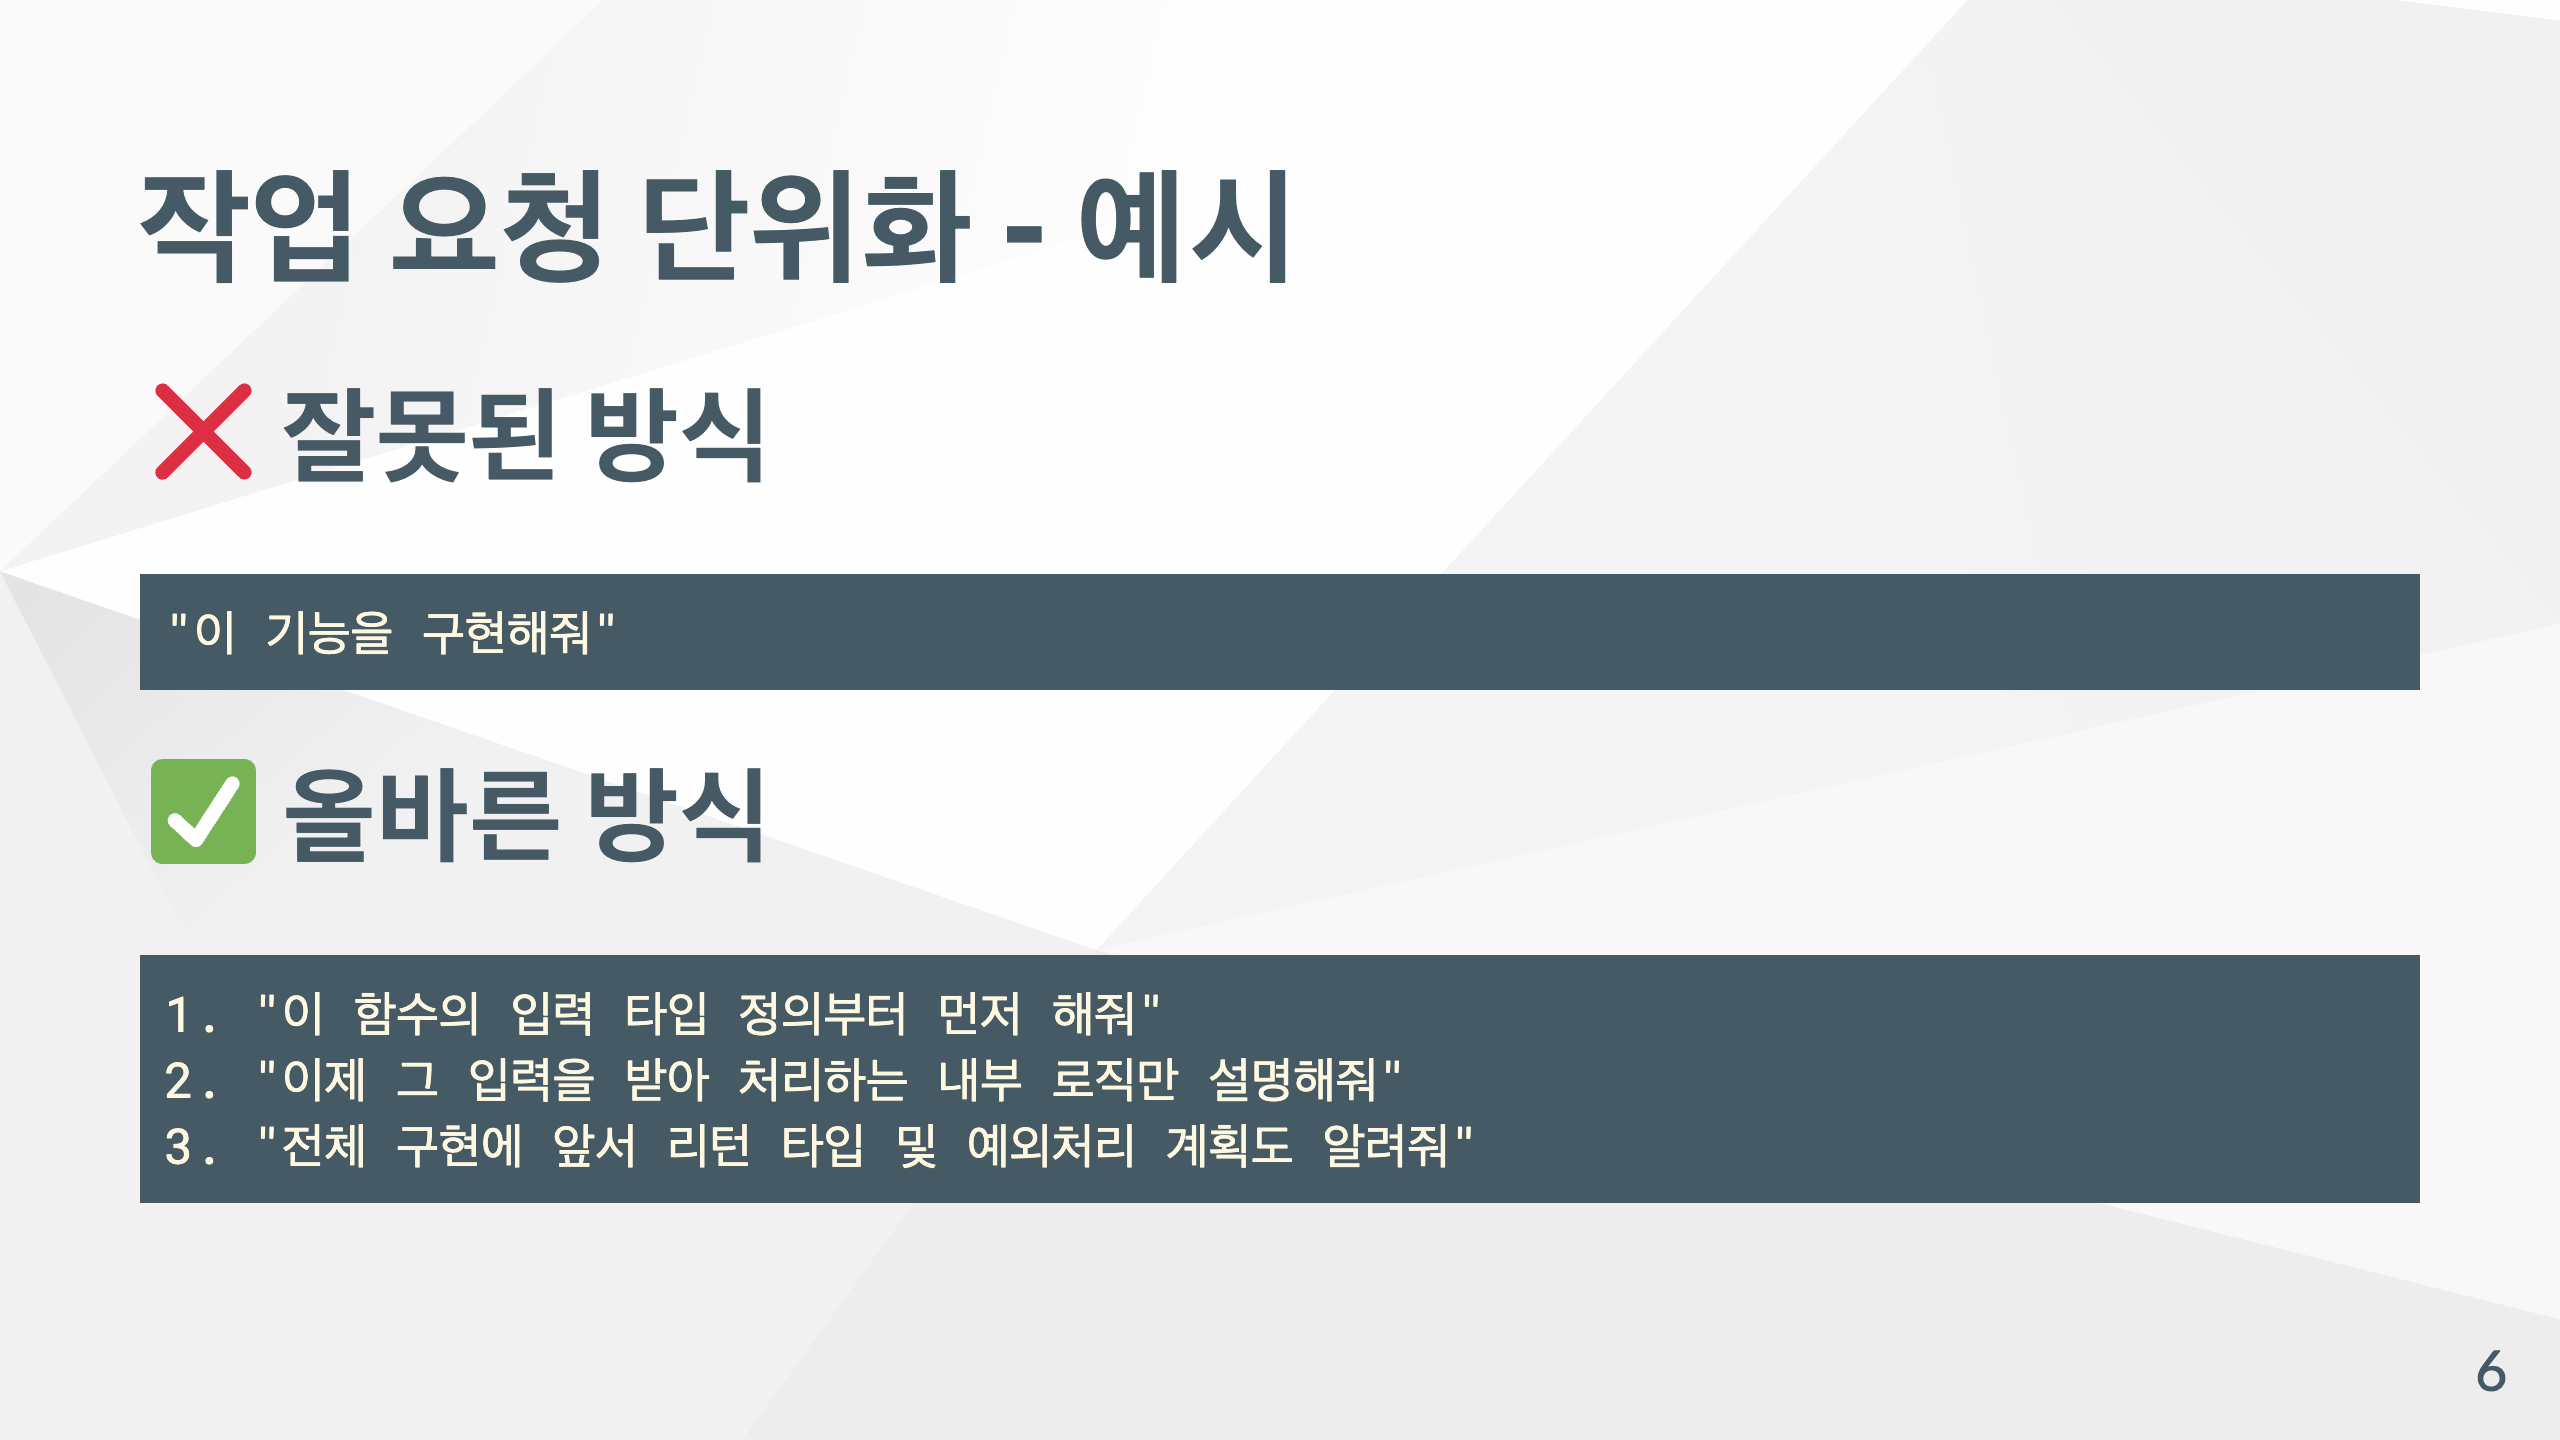 작업 요청 단위화 - 예시
❌ 잘못된 방식
"이 기능을 구현해줘"
✅ 올바른 방식
1. "이 함수의 입력 타입 정의부터 먼저 해줘"
2. "이제 그 입력을 받아 처리하는 내부 로직만 설명해줘"
3. "전체 구현에 앞서 리턴 타입 및 예외처리 계획도 알려줘"
6